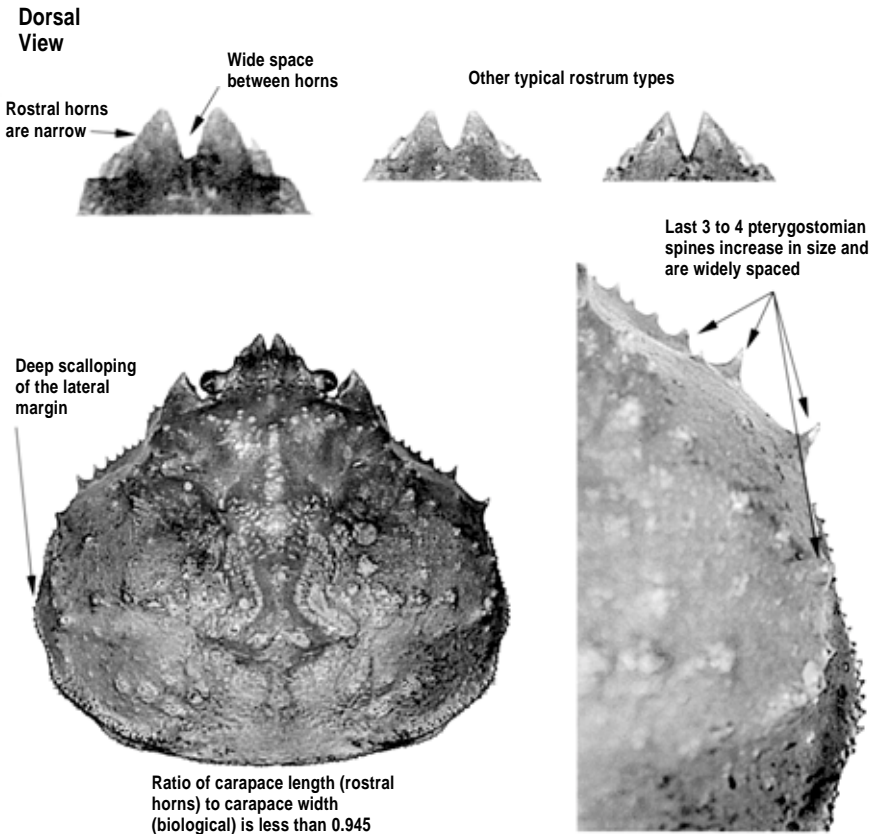 Dorsal
View
Wide space
between horns
Other typical rostrum types
Rostral horns
are narrow
Last 3 to 4 pterygostomian
spines increase in size and
are widely spaced
Deep scalloping
of the lateral
margin
Ratio of carapace length (rostral
horns) to carapace width
(biological) is less than 0.945